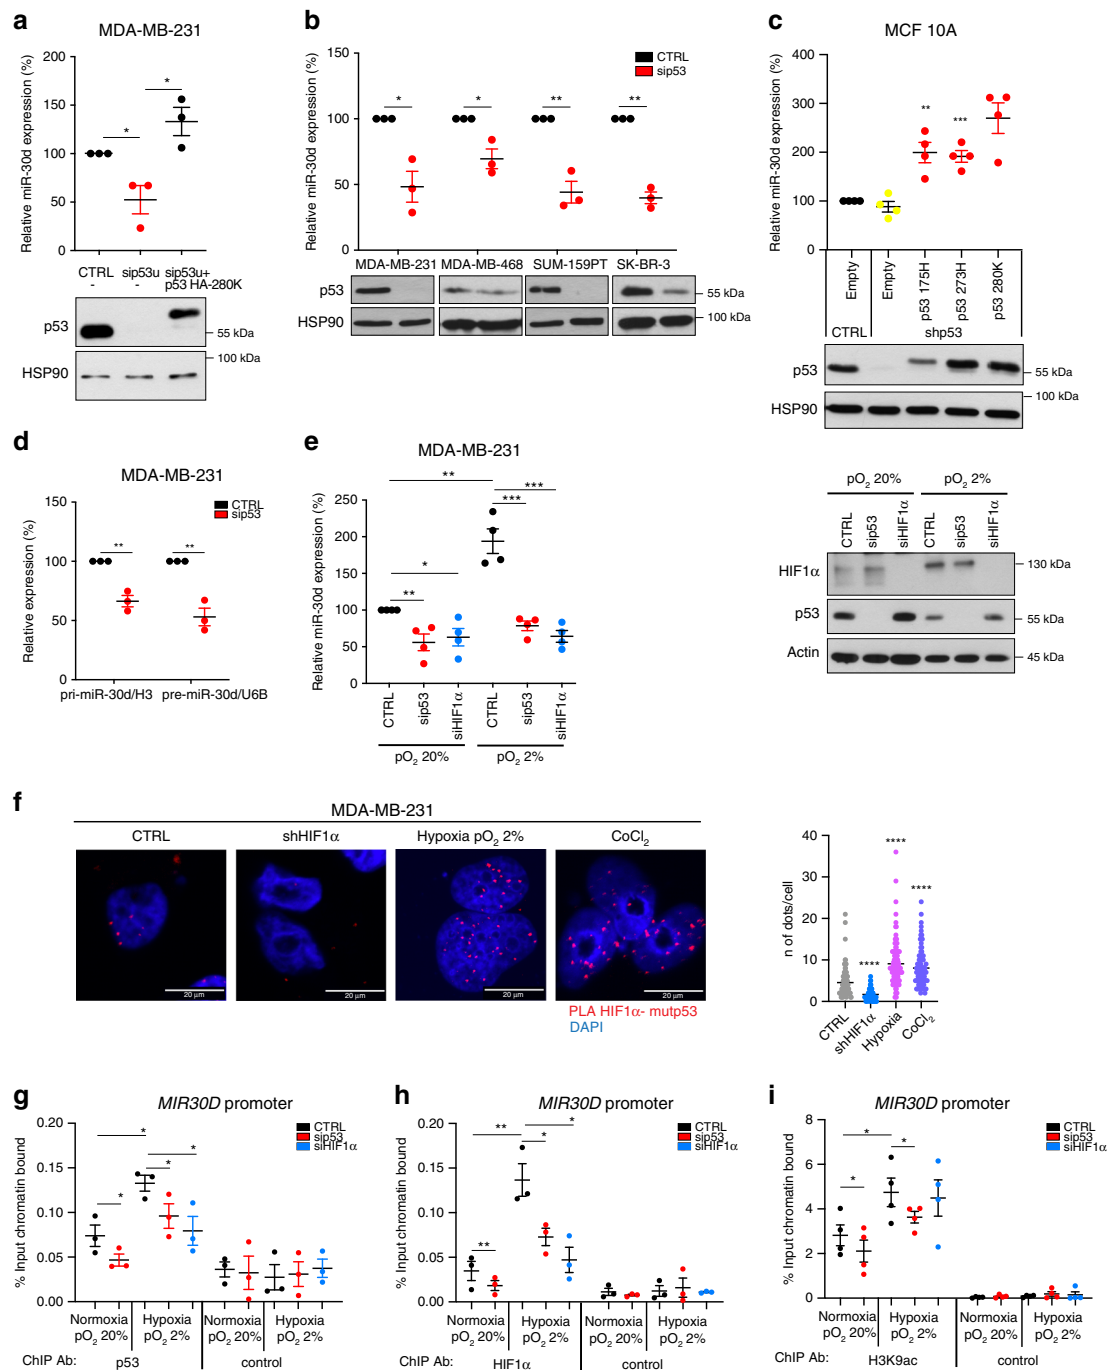 a
MDA-MB-231
Relative miR-30d expression (%)
200
150
100
50
0
*
*
CTRL
-
sip53u
-
sip53u+
p53 HA-280K
p53
HSP90
55 kDa
100 kDa
b
Relative miR-30d expression (%)
150
100
50
0
CTRL
sip53
*
*
**
**
MDA-MB-231
MDA-MB-468
SUM-159PT
SK-BR-3
p53
HSP90
55 kDa
100 kDa
c
MCF 10A
Relative miR-30d expression (%)
400
300
200
100
0
**
***
Empty
Empty
p53 175H
p53 273H
p53 280K
CTRL
shp53
p53
HSP90
55 kDa
100 kDa
d
MDA-MB-231
Relative expression (%)
150
100
50
0
CTRL
sip53
**
**
pri-miR-30d/H3
pre-miR-30d/U6B
e
MDA-MB-231
Relative miR-30d expression (%)
250
200
150
100
50
0
**
***
***
*
**
CTRL
sip53
siHIF1α
CTRL
sip53
siHIF1α
pO2 20%
pO2 2%
pO2 20%
pO2 2%
CTRL
sip53
siHIF1α
CTRL
sip53
siHIF1α
HIF1α
p53
Actin
130 kDa
55 kDa
45 kDa
f
MDA-MB-231
CTRL
shHIF1α
Hypoxia pO2 2%
CoCl2
20 μm
20 μm
20 μm
20 μm
PLA HIF1α- mutp53
DAPI
n of dots/cell
40
30
20
10
0
****
****
****
CTRL
shHIF1α
Hypoxia
CoCl2
g
MIR30D promoter
% Input chromatin bound
0.20
0.15
0.10
0.05
0.00
CTRL
sip53
siHIF1α
*
*
*
*
Normoxia
pO2 20%
Hypoxia
pO2 2%
Normoxia
pO2 20%
Hypoxia
pO2 2%
ChIP Ab:
p53
control
h
MIR30D promoter
% Input chromatin bound
0.20
0.15
0.10
0.05
0.00
CTRL
sip53
siHIF1α
**
*
*
**
Normoxia
pO2 20%
Hypoxia
pO2 2%
Normoxia
pO2 20%
Hypoxia
pO2 2%
ChIP Ab:
HIF1α
control
i
MIR30D promoter
% Input chromatin bound
8
6
4
2
0
CTRL
sip53
siHIF1α
*
*
*
Normoxia
pO2 20%
Hypoxia
pO2 2%
Normoxia
pO2 20%
Hypoxia
pO2 2%
ChIP Ab:
H3K9ac
control